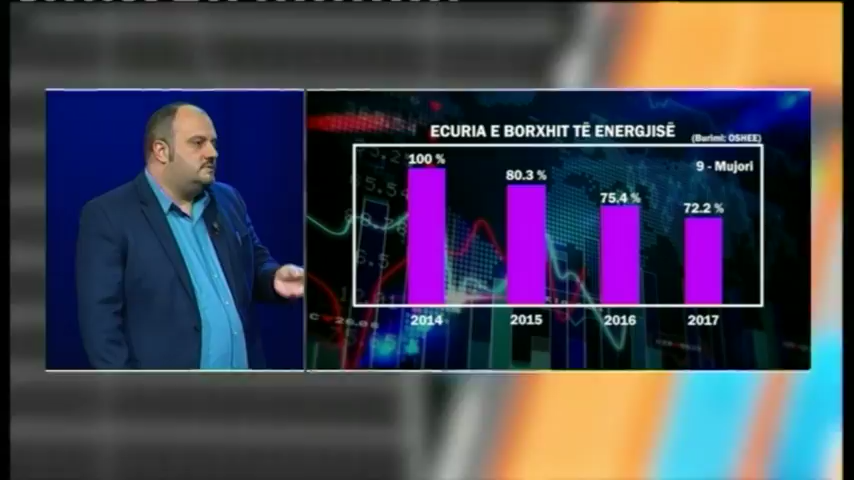 ECURIA E BORXHIT TË ENERGJISË
(Burimi: OSHEE)
9 - Mujori
100 %
80.3 %
75.4 %
72.2 %
2014
2015
2016
2017